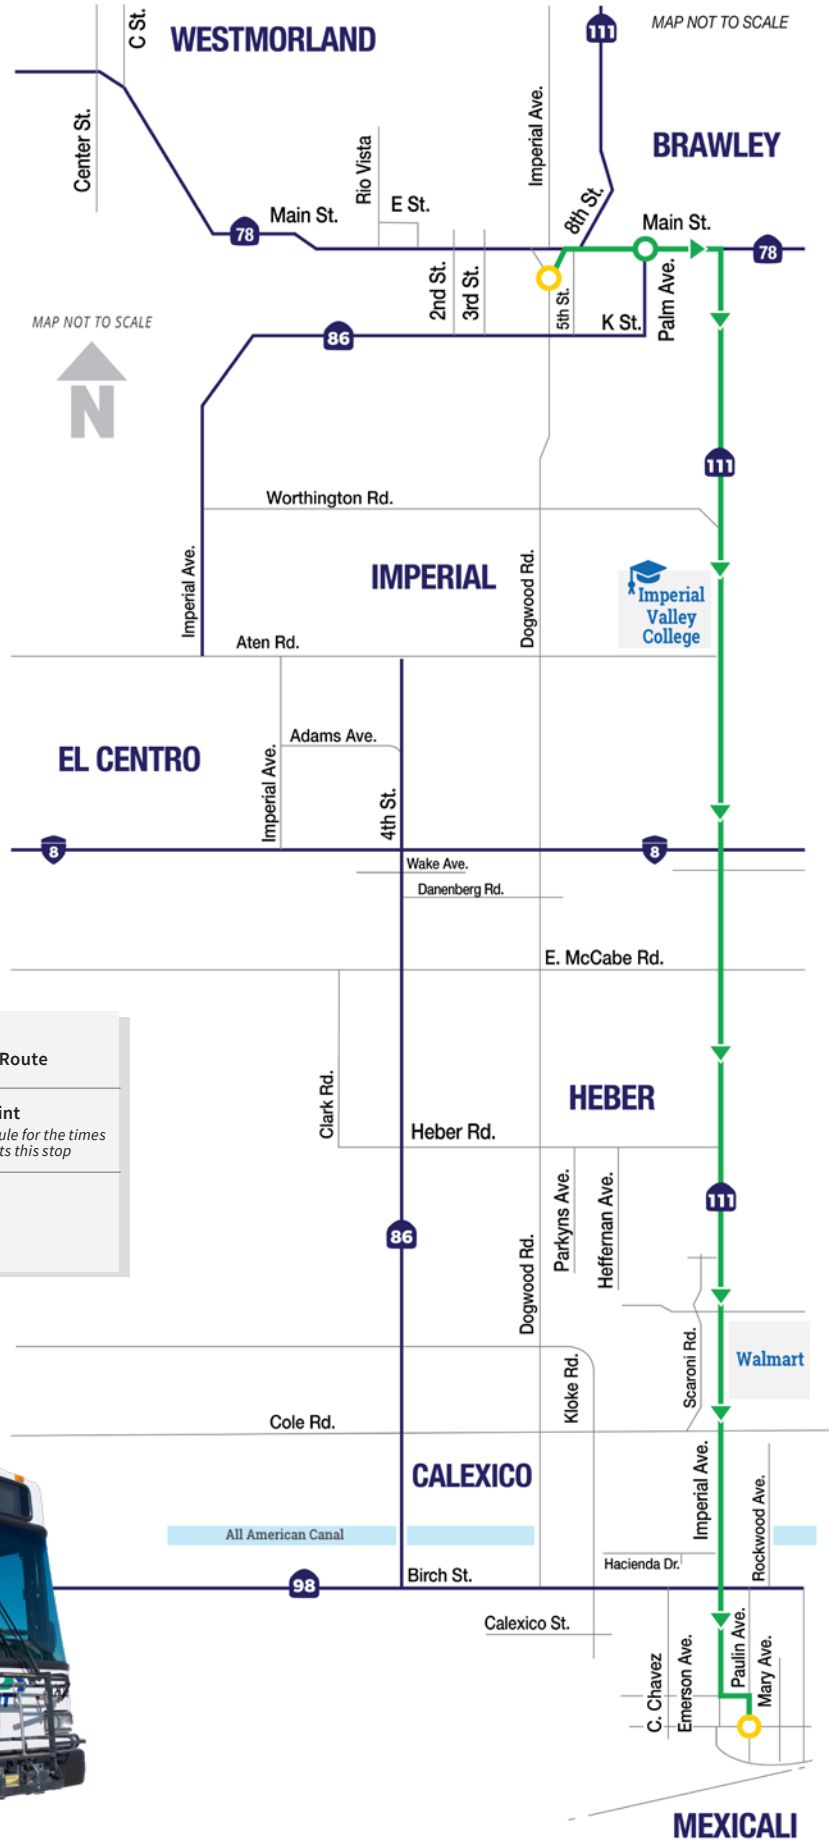 C St.
WESTMORLAND
111
MAP NOT TO SCALE
Center St.
Imperial Ave.
BRAWLEY
Rio Vista
E St.
8th St.
Main St.
Main St.
78
78
2nd St.
3rd St.
5th St.
K St.
Palm Ave.
MAP NOT TO SCALE
N
86
111
Worthington Rd.
Imperial Ave.
IMPERIAL
Dogwood Rd.
Imperial
Valley
College
Aten Rd.
EL CENTRO
Imperial Ave.
Adams Ave.
4th St.
8
8
Wake Ave.
Danenberg Rd.
E. McCabe Rd.
Route
int
ule for the times
ts this stop
Clark Rd.
HEBER
Heber Rd.
86
Dogwood Rd.
Parkyns Ave.
Heffernan Ave.
111
Scaroni Rd.
Walmart
Kloke Rd.
Cole Rd.
CALEXICO
Imperial Ave.
Rockwood Ave.
All American Canal
Hacienda Dr.
98
Birch St.
Calexico St.
C. Chavez
Emerson Ave.
Paulin Ave.
Mary Ave.
MEXICALI